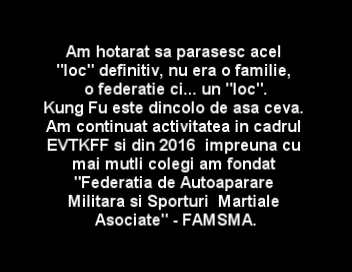 Am hotarat sa parasesc acel
"loc" definitiv, nu era o familie,
o federatie ci... un "loc".
Kung Fu este dincolo de asa ceva.
Am continuat activitatea in cadrul
EVTKFF si din 2016 impreuna cu
mai mutli colegi am fondat
"Federatia de Autoaparare
Militara si Sporturi Martiale
Asociate" - FAMSMA.